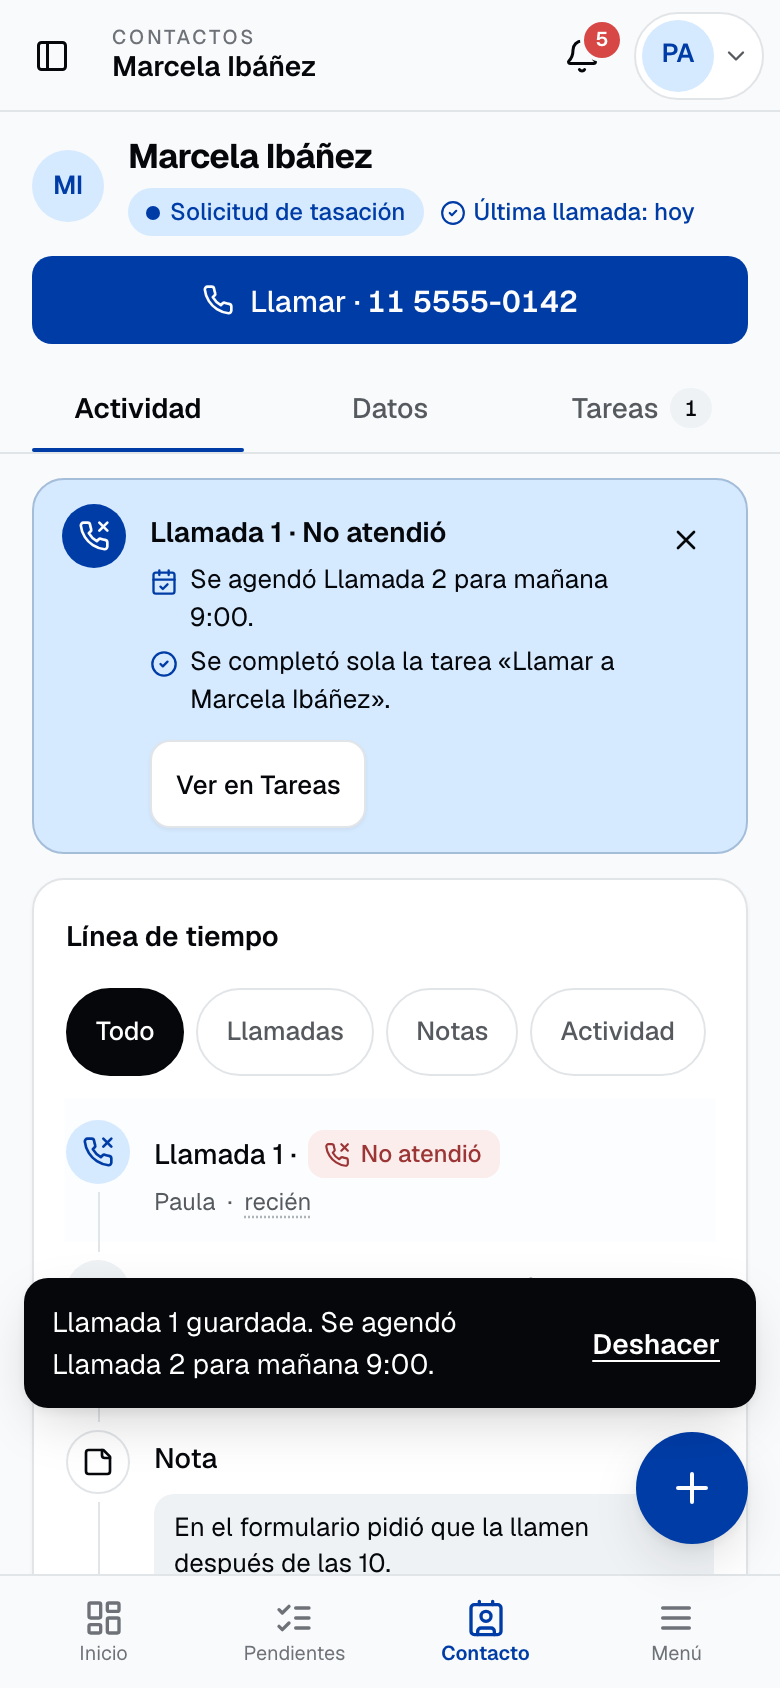 CONTACTOS
Marcela Ibáñez
5
PA
MI
Marcela Ibáñez
Solicitud de tasación
Última llamada: hoy
Llamar · 11 5555-0142
Actividad
Datos
Tareas 1
Llamada 1 · No atendió
Se agendó Llamada 2 para mañana
9:00.
Se completó sola la tarea «Llamar a
Marcela Ibáñez».
Ver en Tareas
Línea de tiempo
Todo
Llamadas
Notas
Actividad
Llamada 1 · No atendió
Paula · recién
Llamada 1 guardada. Se agendó
Llamada 2 para mañana 9:00.
Deshacer
Nota
En el formulario pidió que la llamen
después de las 10.
Inicio
Pendientes
Contacto
Menú